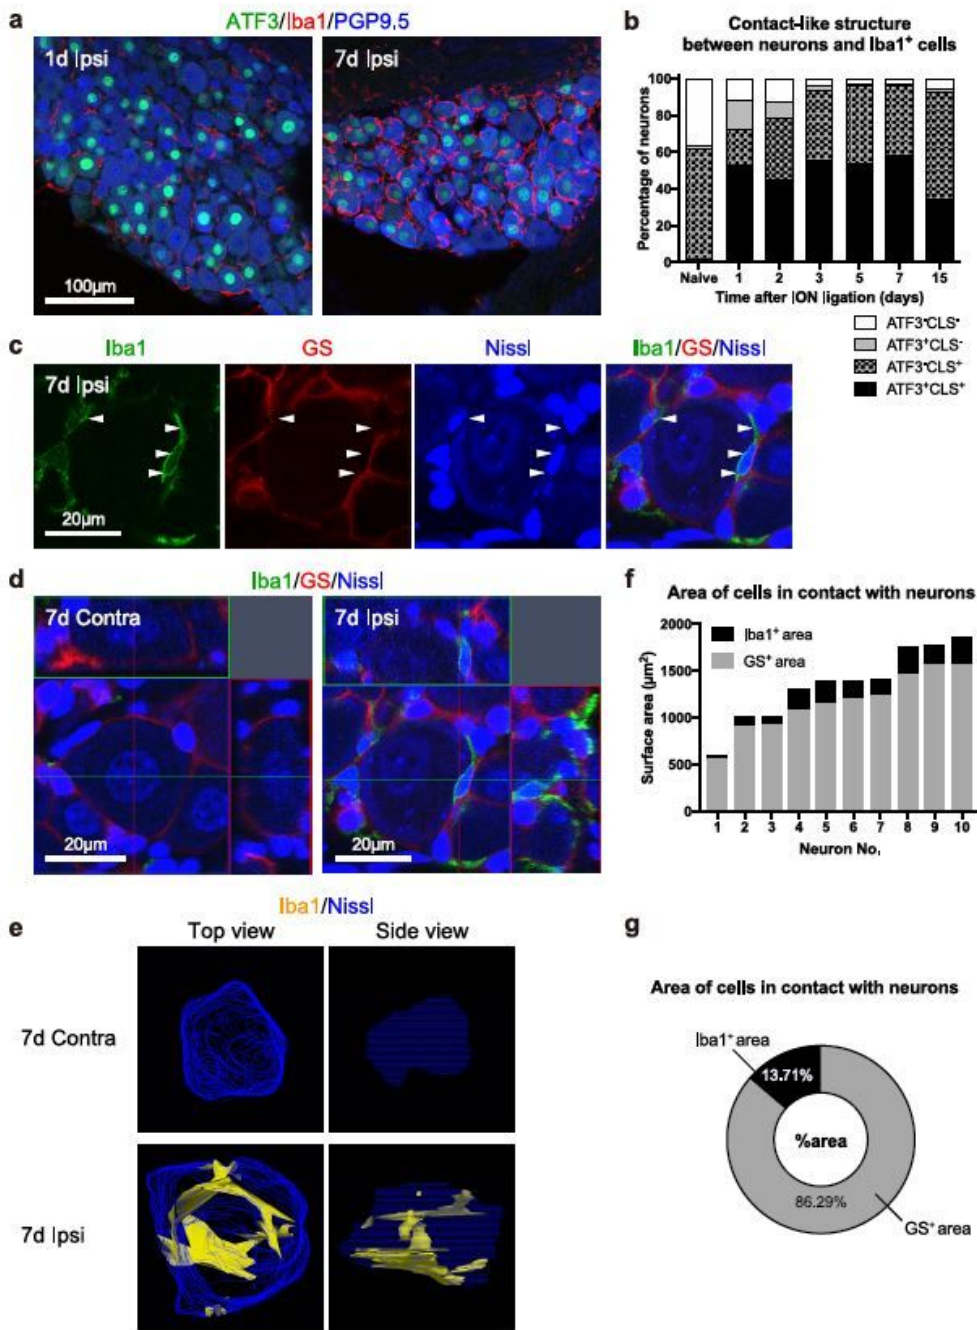 a
ATF3/Iba1/PGP9.5
1d Ipsi
7d Ipsi
100µm
b
Contact-like structure
between neurons and Iba1⁺ cells
Percentage of neurons
100
80
60
40
20
0
Naive 1 2 3 5 7 15
Time after ION ligation (days)
ATF3⁻CLS⁻
ATF3⁺CLS⁻
ATF3⁻CLS⁺
ATF3⁺CLS⁺
c
Iba1 GS Nissl Iba1/GS/Nissl
7d Ipsi
20µm
d
Iba1/GS/Nissl
7d Contra
7d Ipsi
20µm
20µm
f
Area of cells in contact with neurons
Surface area (µm²)
2000
1500
1000
500
0
Iba1⁺ area
GS⁺ area
1 2 3 4 5 6 7 8 9 10
Neuron No.
e
Iba1/Nissl
Top view Side view
7d Contra
7d Ipsi
g
Area of cells in contact with neurons
Iba1⁺ area
13.71%
%area
86.29%
GS⁺ area